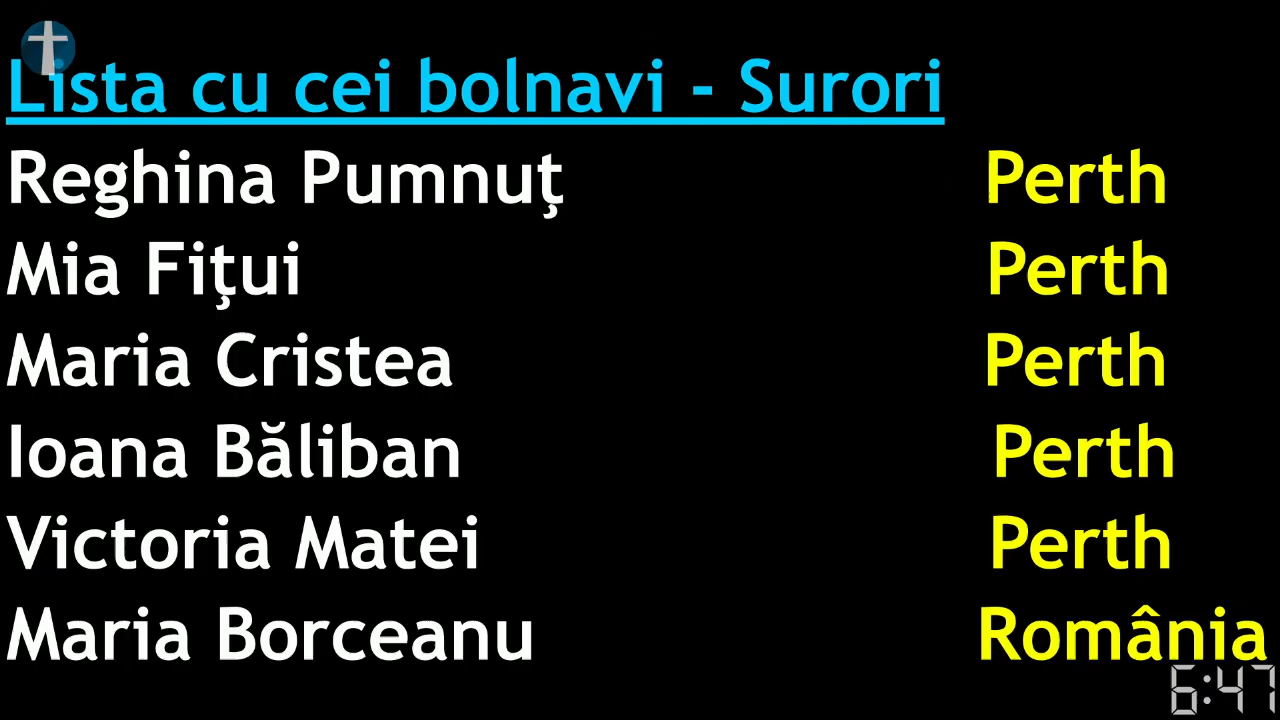 Lista cu cei bolnavi - Surori
Reghina Pumnuţ Perth
Mia Fiţui Perth
Maria Cristea Perth
Ioana Băliban Perth
Victoria Matei Perth
Maria Borceanu România
6:47